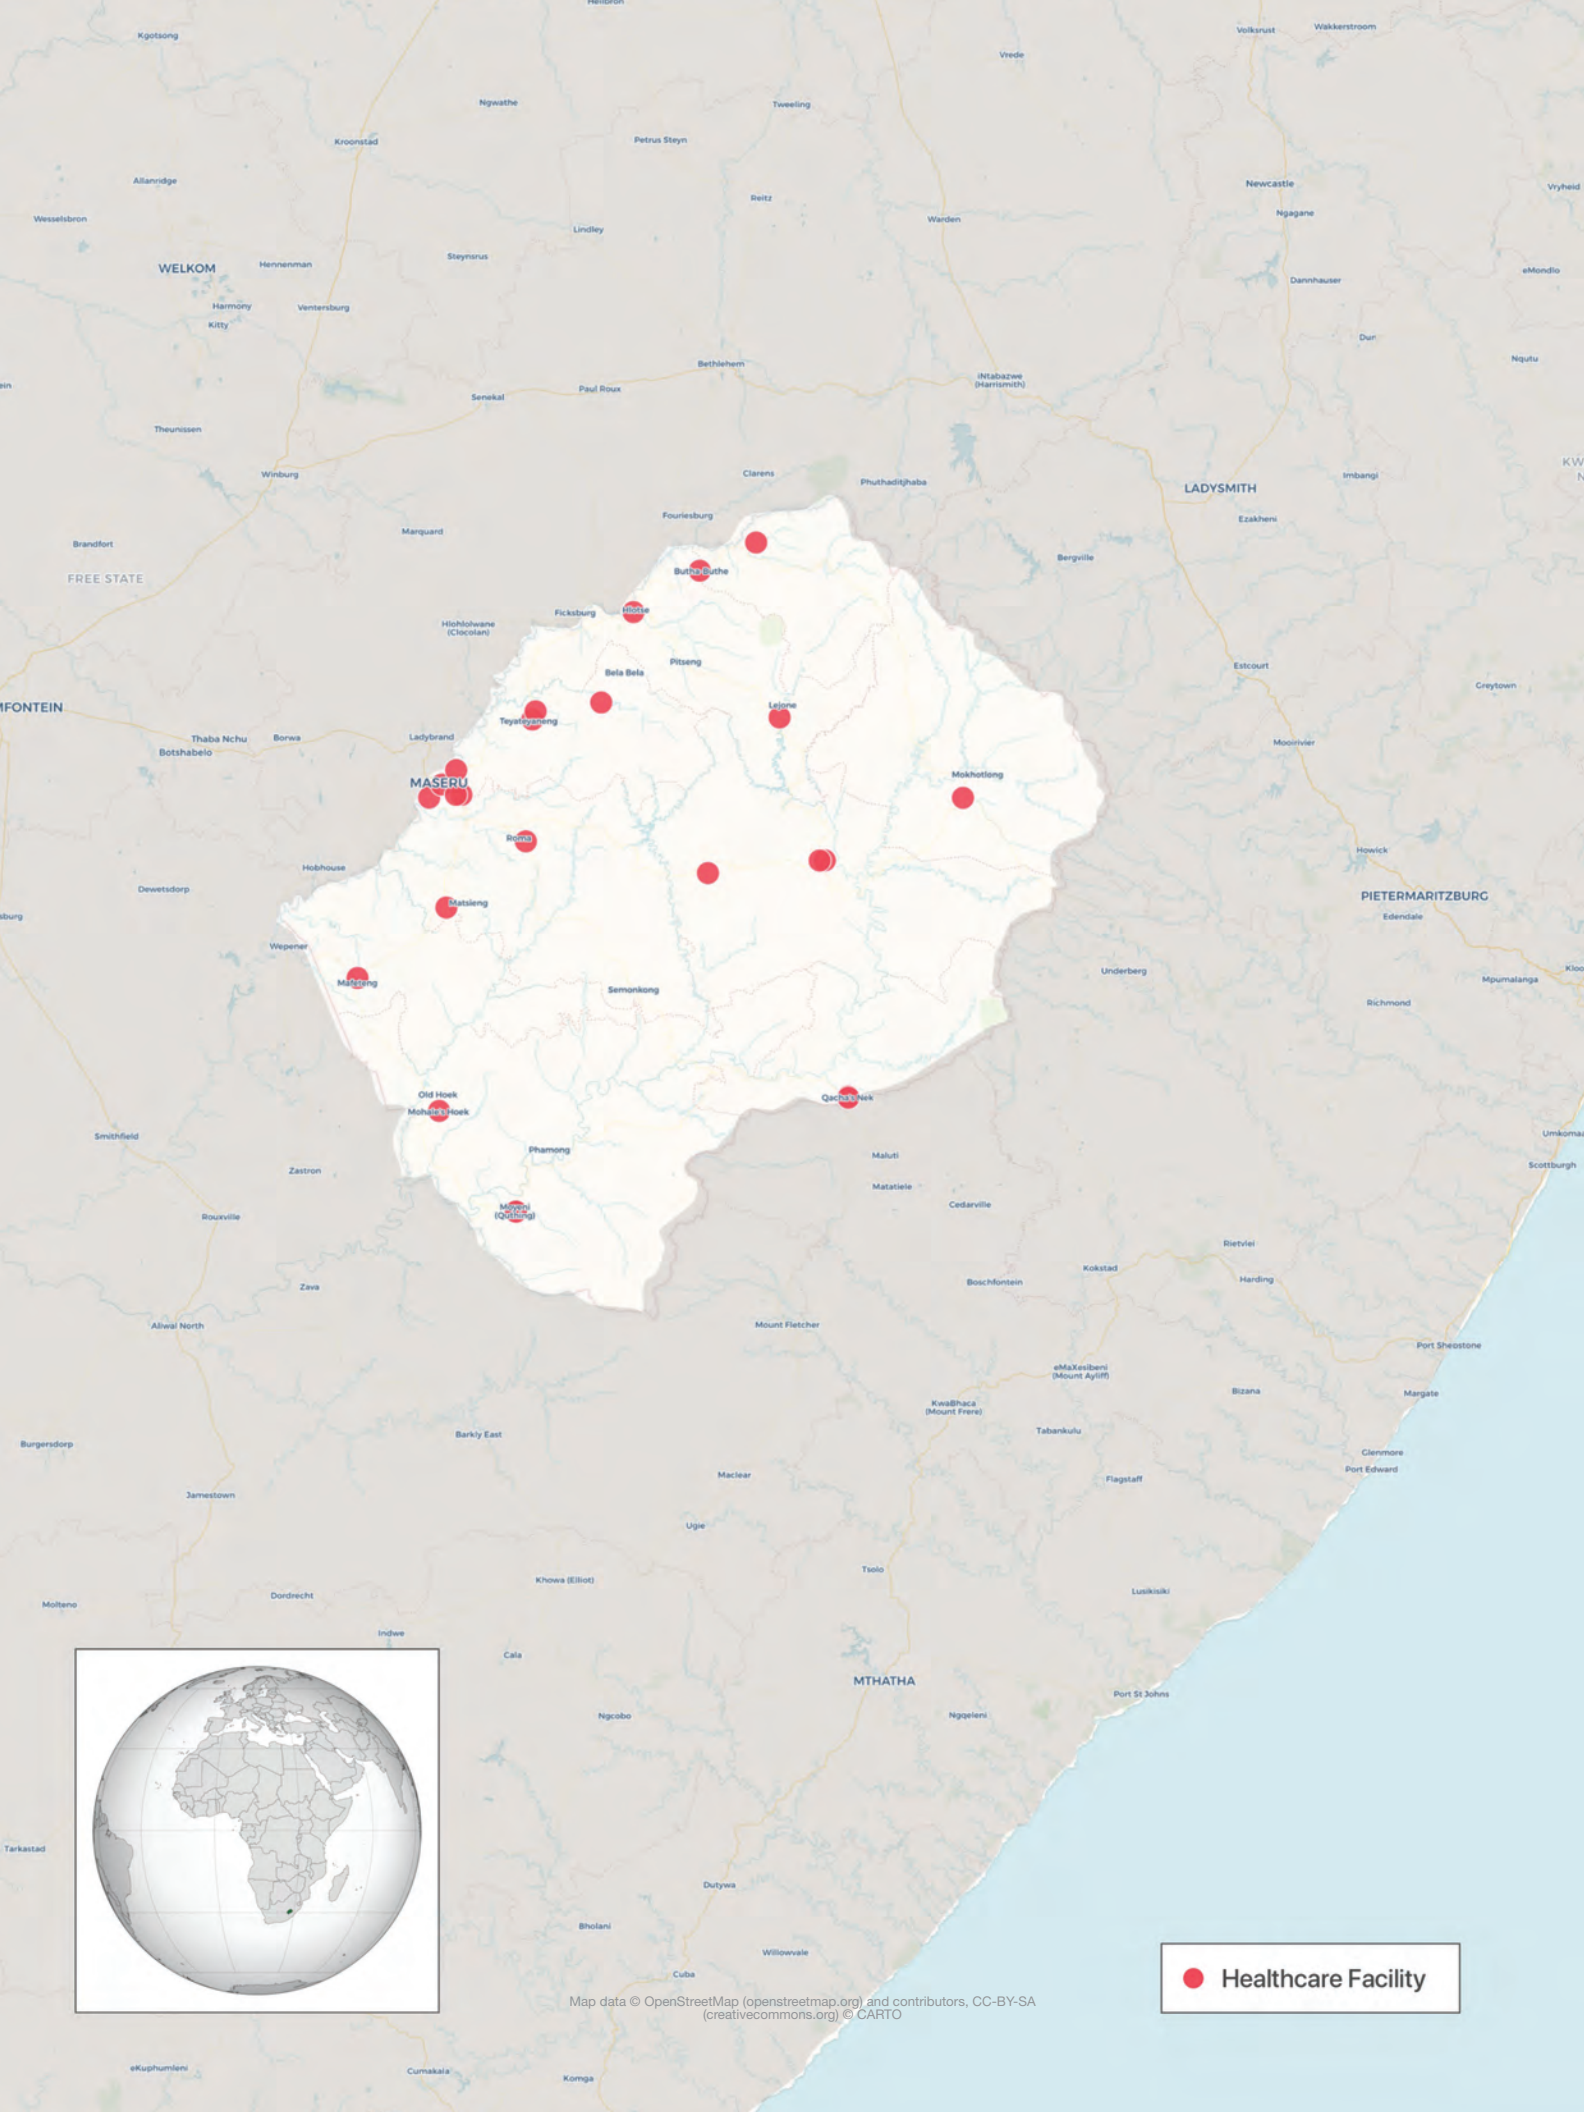 Heilbron
Kgotsong
Volksrust
Wakkerstroom
Vrede
Ngwathe
Tweeling
Kroonstad
Petrus Steyn
Allanridge
Newcastle
Vryheid
Reitz
Wesselsbron
Warden
Ngagane
Lindley
Steynsrus
WELKOM
Hennenman
eMondlo
Dannhauser
Harmony
Ventersburg
Kitty
Nqutu
Bethlehem
iNtabazwe
(Harrismith)
ein
Paul Roux
Senekal
Theunissen
Winburg
Clarens
Phuthaditjhaba
Imbangi
KW
N
LADYSMITH
Fouriesburg
Ezakheni
Marquard
Brandfort
Bergville
Butha-Buthe
FREE STATE
Ficksburg
Hlotse
Hlohlolwane
(Clocolan)
Pitseng
Bela Bela
Estcourt
Greytown
MFONTEIN
Lejone
Teyateyaneng
Thaba Nchu
Borwa
Ladybrand
Botshabelo
Mooirivier
MASERU
Mokhotlong
Roma
Howick
Hobhouse
Dewetsdorp
PIETERMARITZBURG
Matsieng
sburg
Edendale
Wepener
Underberg
Kloo
Mafeteng
Mpumalanga
Semonkong
Richmond
Old Hoek
Mohale's Hoek
Qacha's Nek
Smithfield
Umkomaa
Phamong
Maluti
Zastron
Scottburgh
Matatiele
Cedarville
Moyeni
(Quthing)
Rouxville
Rietvlei
Kokstad
Harding
Boschfontein
Zava
Aliwal North
Mount Fletcher
Port Shepstone
eMaXesibeni
(Mount Ayliff)
Bizana
Margate
KwaBhaca
(Mount Frere)
Tabankulu
Barkly East
Burgersdorp
Glenmore
Port Edward
Maclear
Flagstaff
Jamestown
Ugie
Tsolo
Khowa (Elliot)
Lusikisiki
Dordrecht
Molteno
Indwe
Cala
MTHATHA
Port St Johns
Ngcobo
Ngqeleni
Tarkastad
Dutywa
Bholani
Willowvale
Cuba
Healthcare Facility
Map data © OpenStreetMap (openstreetmap.org) and contributors, CC-BY-SA
(creativecommons.org) © CARTO
eKuphumleni
Cumakala
Komga